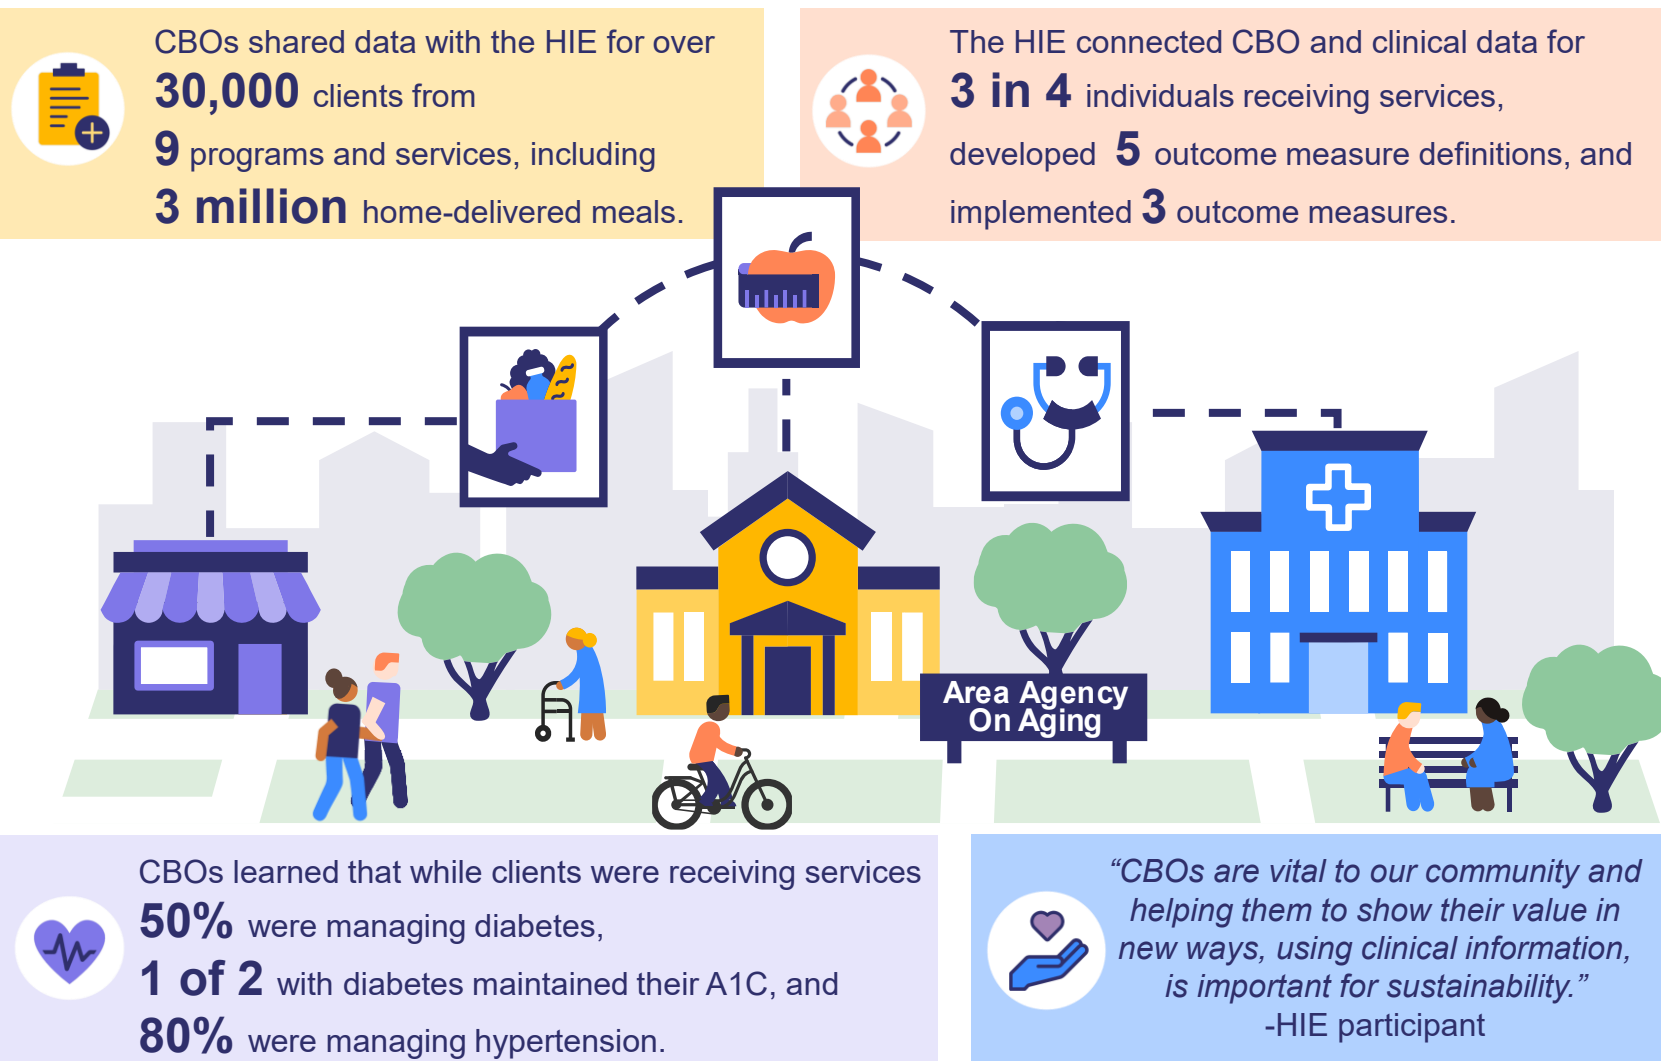 CBOs shared data with the HIE for over
30,000 clients from
9 programs and services, including
3 million home-delivered meals.
The HIE connected CBO and clinical data for
3 in 4 individuals receiving services,
developed 5 outcome measure definitions, and
implemented 3 outcome measures.
Area Agency
On Aging
CBOs learned that while clients were receiving services
50% were managing diabetes,
1 of 2 with diabetes maintained their A1C, and
80% were managing hypertension.
“CBOs are vital to our community and
helping them to show their value in
new ways, using clinical information,
is important for sustainability.”
-HIE participant